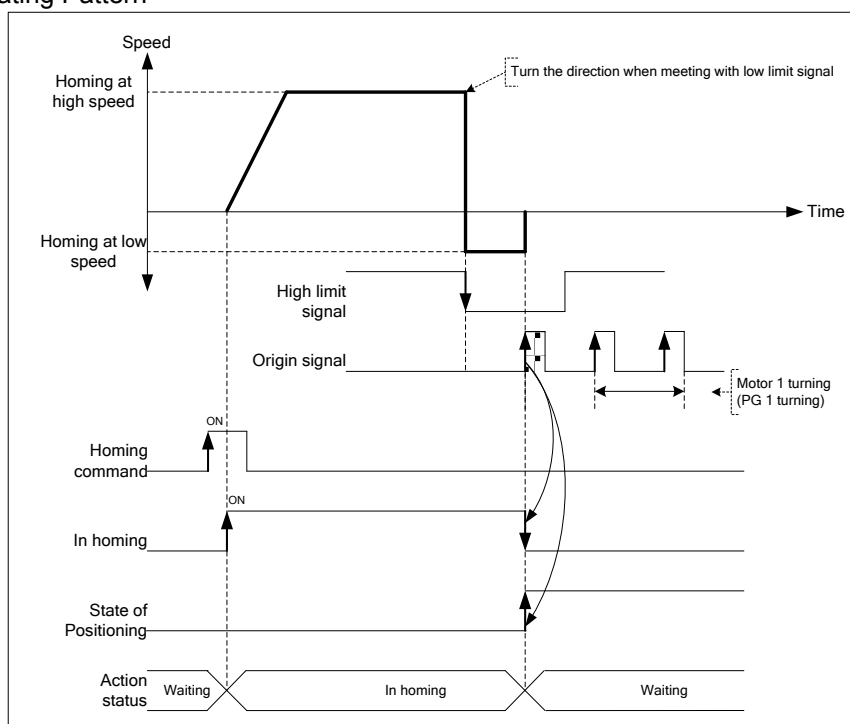 Speed
Homing at
high speed
Turn the direction when meeting with low limit signal
Time
Homing at low
speed
High limit
signal
Origin signal
Motor 1 turning
(PG 1 turning)
ON
Homing
command
ON
In homing
State of
Positioning
Action
status
Waiting
In homing
Waiting